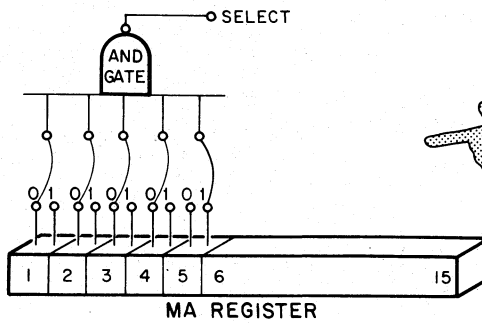 SELECT
AND
GATE
0 1 0 1 0 1 0 1 0 1
1 2 3 4 5 6 15
MA REGISTER